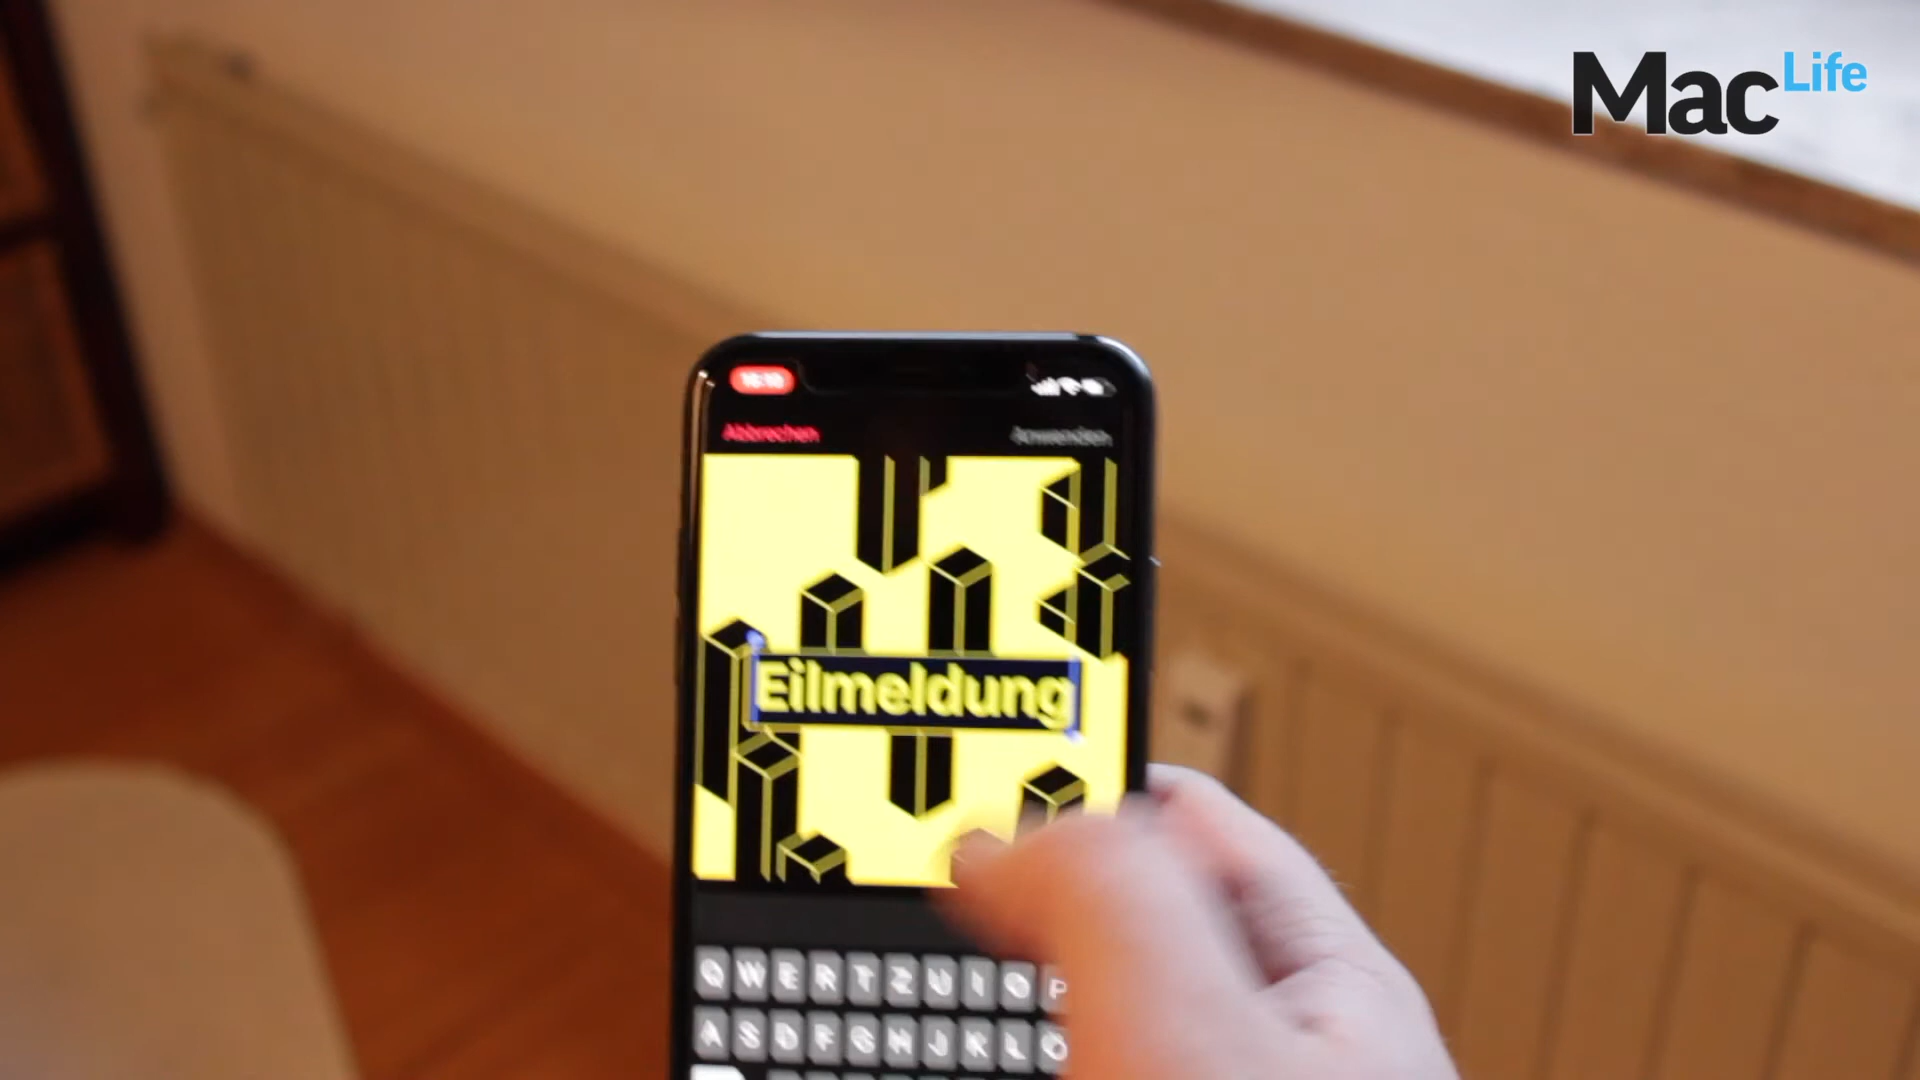 Mac Life
Abbrechen
Eilmeldung
Q W E R T Z U I O P
A S D F G H J K L Ö